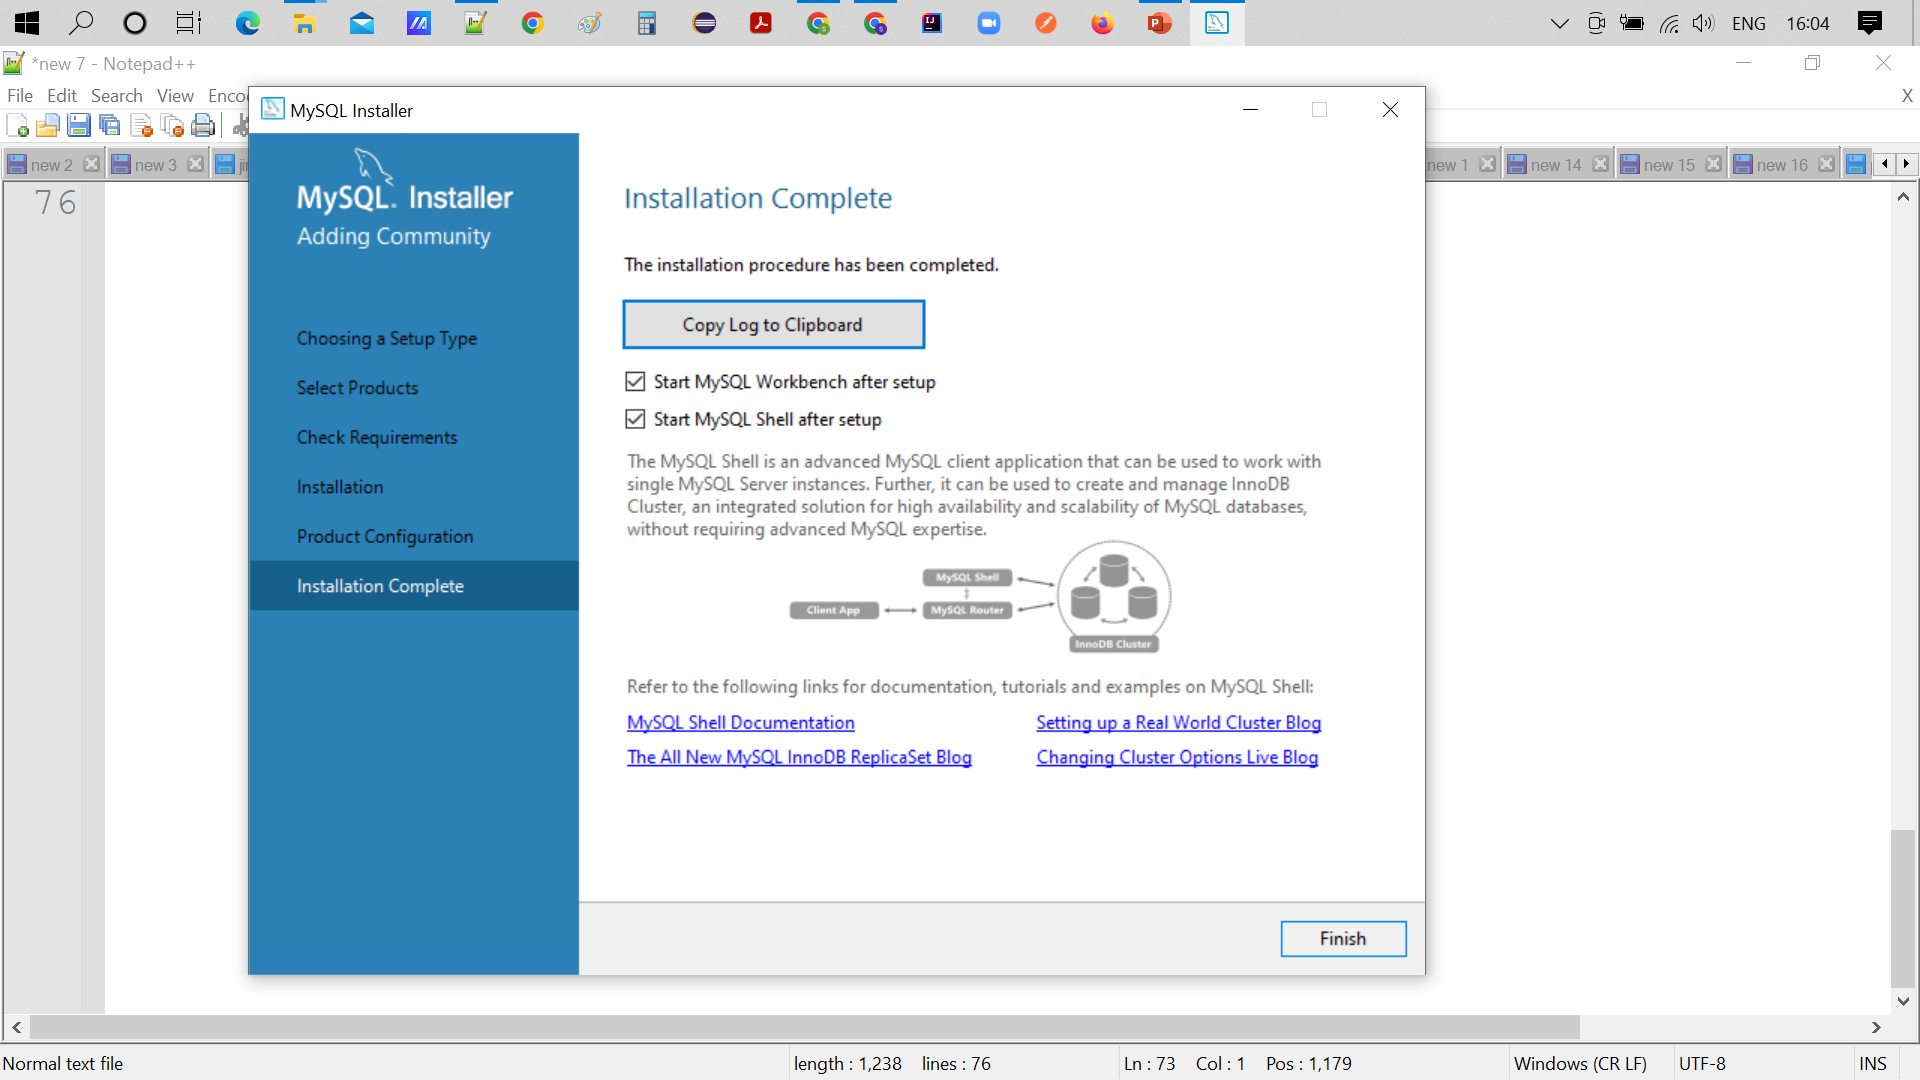 ENG
16:04
*new 7 - Notepad++
File Edit Search View Enco
X
new 2
new 3
new 1
new 14
new 15
new 16
76
MySQL Installer
MySQL. Installer
Adding Community
Choosing a Setup Type
Select Products
Check Requirements
Installation
Product Configuration
Installation Complete
Installation Complete
The installation procedure has been completed.
Copy Log to Clipboard
Start MySQL Workbench after setup
Start MySQL Shell after setup
The MySQL Shell is an advanced MySQL client application that can be used to work with
single MySQL Server instances. Further, it can be used to create and manage InnoDB
Cluster, an integrated solution for high availability and scalability of MySQL databases,
without requiring advanced MySQL expertise.
MySQL Shell
Client App
MySQL Router
InnoDB Cluster
Refer to the following links for documentation, tutorials and examples on MySQL Shell:
MySQL Shell Documentation
Setting up a Real World Cluster Blog
The All New MySQL InnoDB ReplicaSet Blog
Changing Cluster Options Live Blog
Finish
Normal text file
length : 1,238 lines : 76
Ln : 73 Col : 1 Pos : 1,179
Windows (CR LF)
UTF-8
INS